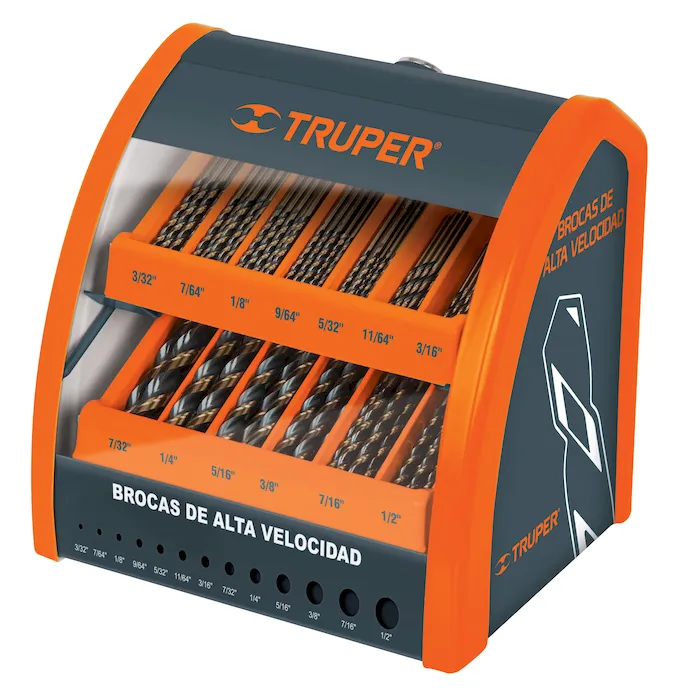 TRUPER®
3/32" 7/64" 1/8" 9/64" 5/32" 11/64" 3/16"
7/32" 1/4" 5/16" 3/8" 7/16" 1/2"
BROCAS DE ALTA VELOCIDAD
3/32" 7/64" 1/8" 9/64" 5/32" 11/64" 3/16" 7/32" 1/4" 5/16" 3/8" 7/16" 1/2"
BROCAS DE
ALTA VELOCIDAD
TRUPER®